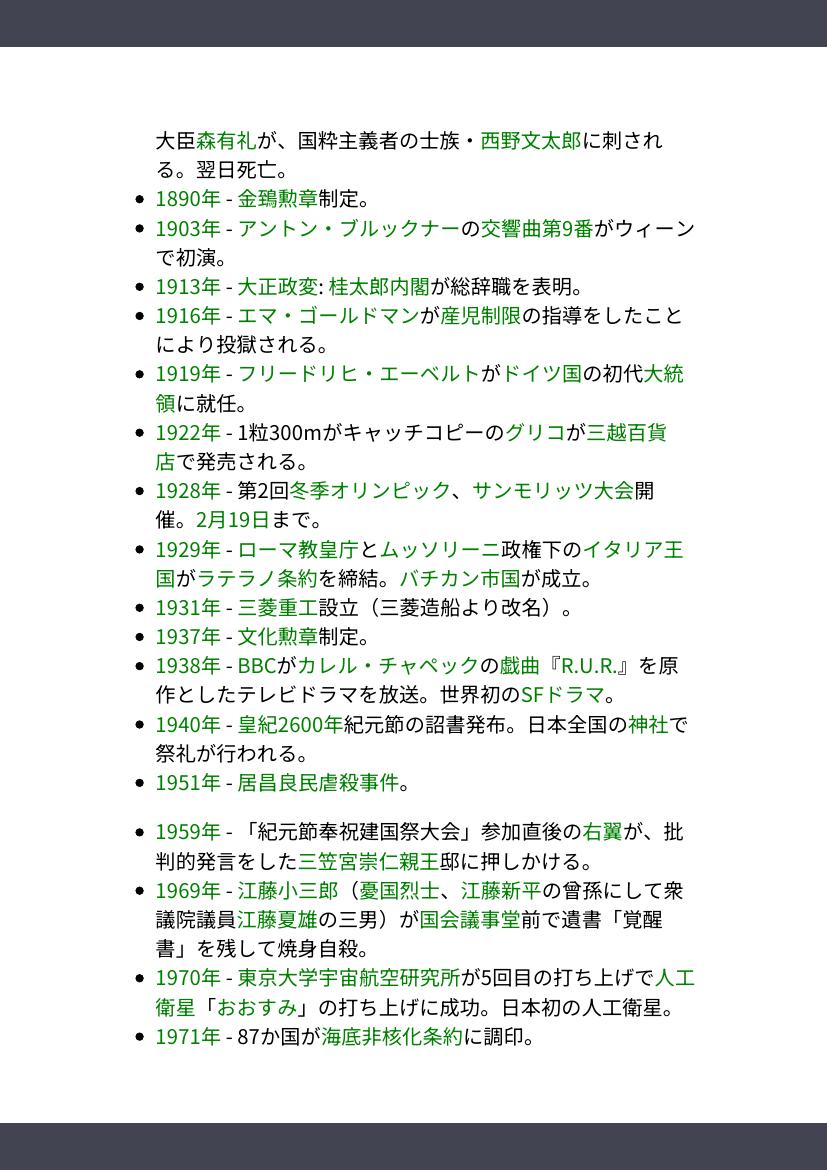 大臣森有礼が、国粋主義者の士族・西野文太郎に刺され
る。翌日死亡。
1890年 - 金鵄勲章制定。
1903年 - アントン・ブルックナーの交響曲第9番がウィーン
で初演。
1913年 - 大正政変: 桂太郎内閣が総辞職を表明。
1916年 - エマ・ゴールドマンが産児制限の指導をしたこと
により投獄される。
1919年 - フリードリヒ・エーベルトがドイツ国の初代大統
領に就任。
1922年 - 1粒300mがキャッチコピーのグリコが三越百貨
店で発売される。
1928年 - 第2回冬季オリンピック、サンモリッツ大会開
催。2月19日まで。
1929年 - ローマ教皇庁とムッソリーニ政権下のイタリア王
国がラテラノ条約を締結。バチカン市国が成立。
1931年 - 三菱重工設立（三菱造船より改名）。
1937年 - 文化勲章制定。
1938年 - BBCがカレル・チャペックの戯曲『R.U.R.』を原
作としたテレビドラマを放送。世界初のSFドラマ。
1940年 - 皇紀2600年紀元節の詔書発布。日本全国の神社で
祭礼が行われる。
1951年 - 居昌良民虐殺事件。
1959年 - 「紀元節奉祝建国祭大会」参加直後の右翼が、批
判的発言をした三笠宮崇仁親王邸に押しかける。
1969年 - 江藤小三郎（憂国烈士、江藤新平の曾孫にして衆
議院議員江藤夏雄の三男）が国会議事堂前で遺書「覚醒
書」を残して焼身自殺。
1970年 - 東京大学宇宙航空研究所が5回目の打ち上げで人工
衛星「おおすみ」の打ち上げに成功。日本初の人工衛星。
1971年 - 87か国が海底非核化条約に調印。